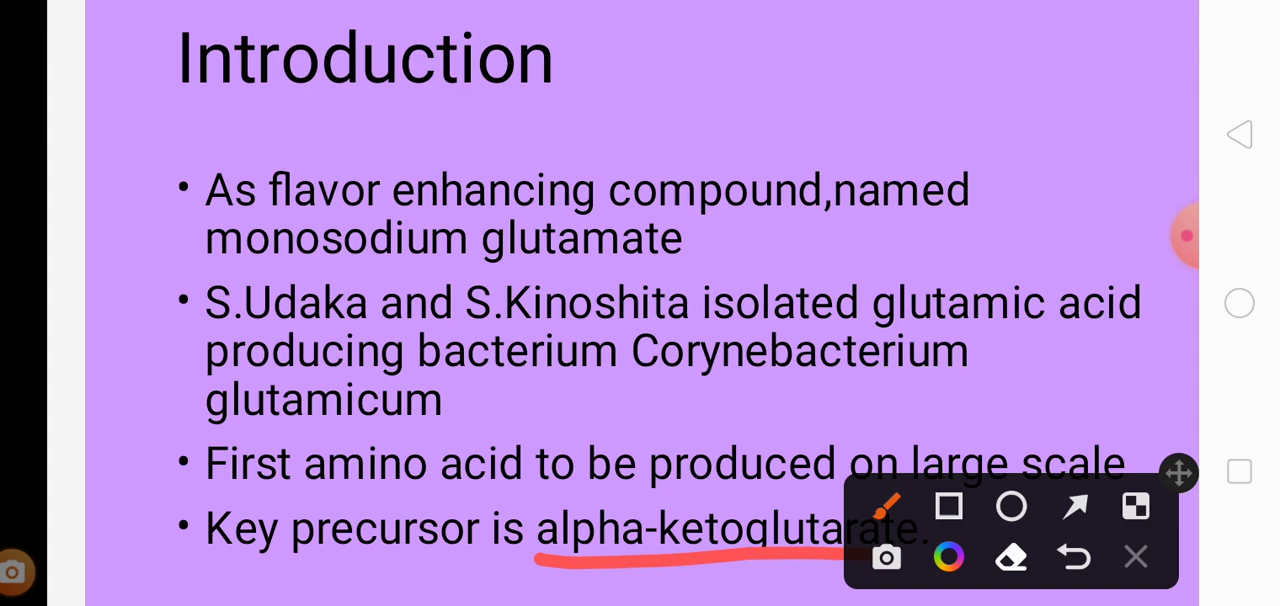 Introduction
• As flavor enhancing compound,named
monosodium glutamate
• S.Udaka and S.Kinoshita isolated glutamic acid
producing bacterium Corynebacterium
glutamicum
• First amino acid to be produced on large scale
• Key precursor is alpha-ketoglutarate.